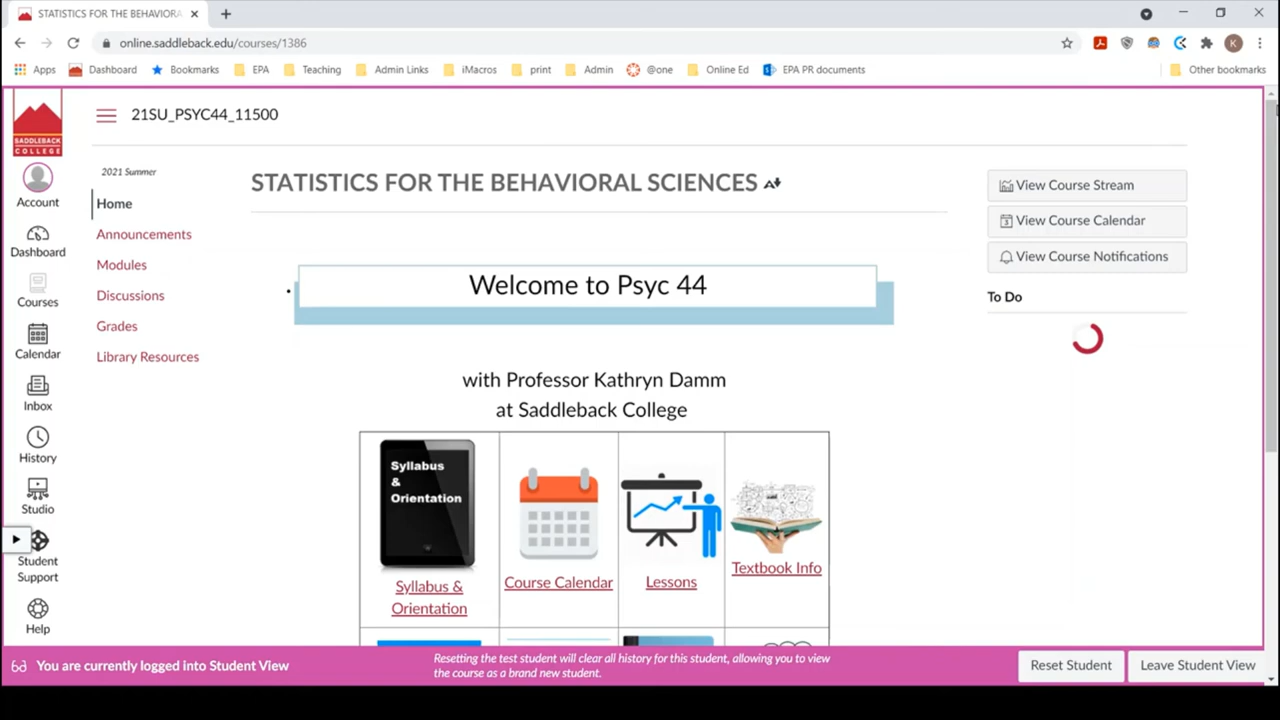 STATISTICS FOR THE BEHAVIORA
online.saddleback.edu/courses/1386
Apps
Dashboard
Bookmarks
EPA
Teaching
Admin Links
iMacros
print
Admin
@one
Online Ed
EPA PR documents
Other bookmarks
K
SADDLEBACK
COLLEGE
21SU_PSYC44_11500
Account
Dashboard
Courses
Calendar
Inbox
History
Studio
Student
Support
Help
2021 Summer
Home
Announcements
Modules
Discussions
Grades
Library Resources
STATISTICS FOR THE BEHAVIORAL SCIENCES
Welcome to Psyc 44
with Professor Kathryn Damm
at Saddleback College
Syllabus
&
Orientation
Syllabus &
Orientation
Course Calendar
Lessons
Textbook Info
View Course Stream
3
View Course Calendar
View Course Notifications
To Do
You are currently logged into Student View
Resetting the test student will clear all history for this student, allowing you to view
the course as a brand new student.
Reset Student
Leave Student View